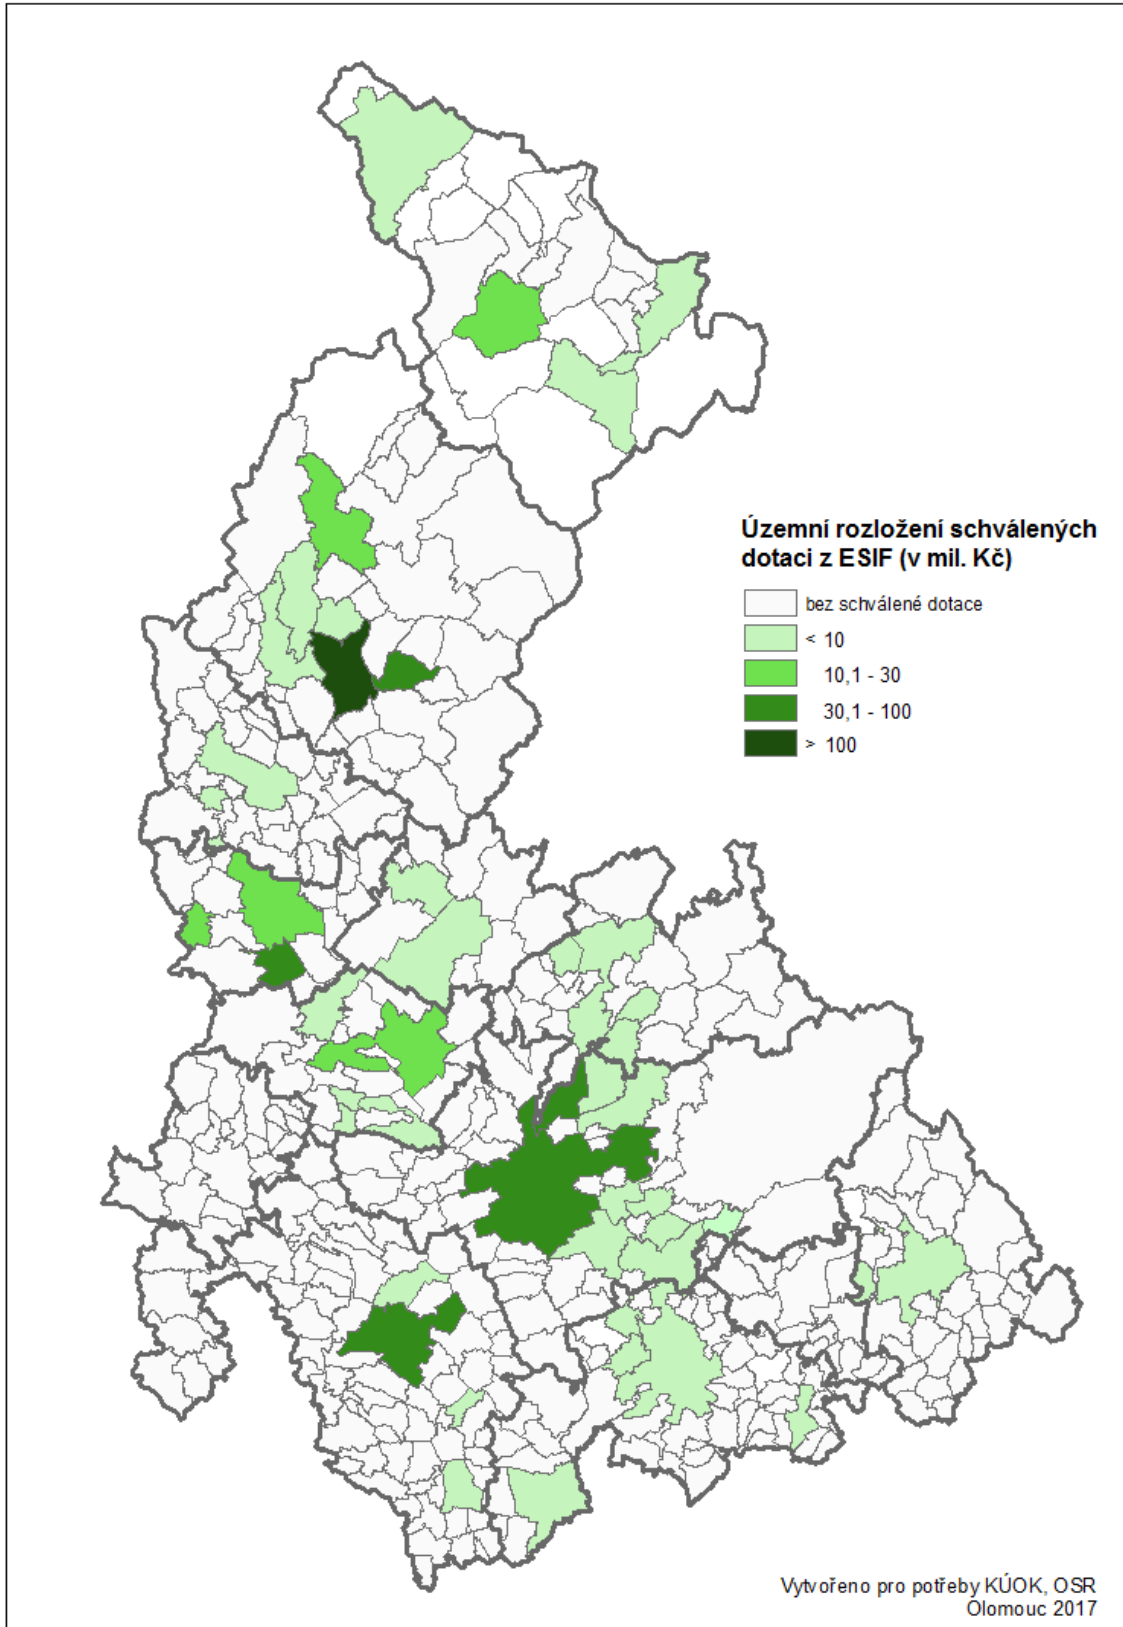 Územní rozložení schválených
dotaci z ESIF (v mil. Kč)
bez schválené dotace
< 10
10,1 - 30
30,1 - 100
> 100
Vytvořeno pro potřeby KÚOK, OSR
Olomouc 2017